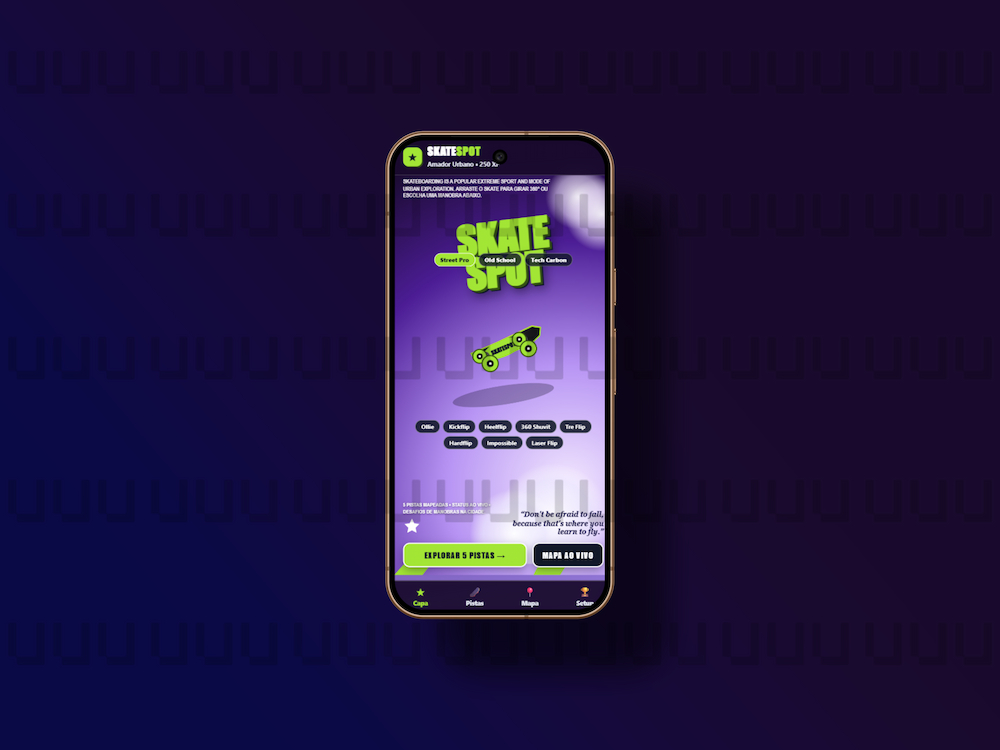 SKATESPOT
Amador Urbano • 250 XP
SKATEBOARDING IS A POPULAR EXTREME SPORT AND MODE OF
URBAN EXPLORATION. ARRASTE O SKATE PARA GIRAR 360° OU
ESCOLHA UMA MANOBRA ABAIXO.
SKATE
Street Pro Old School Tech Carbon
SPOT
SKATESPOT
Ollie Kickflip Heelflip 360 Shuvit Tre Flip
Hardflip Impossible Laser Flip
5 PISTAS MAPEADAS • STATUS AO VIVO •
DESAFIOS DE MANOBRAS NA CIDADE
"Don't be afraid to fall,
because that's where you
learn to fly."
EXPLORAR 5 PISTAS → MAPA AO VIVO
Capa Pistas Mapa Setup